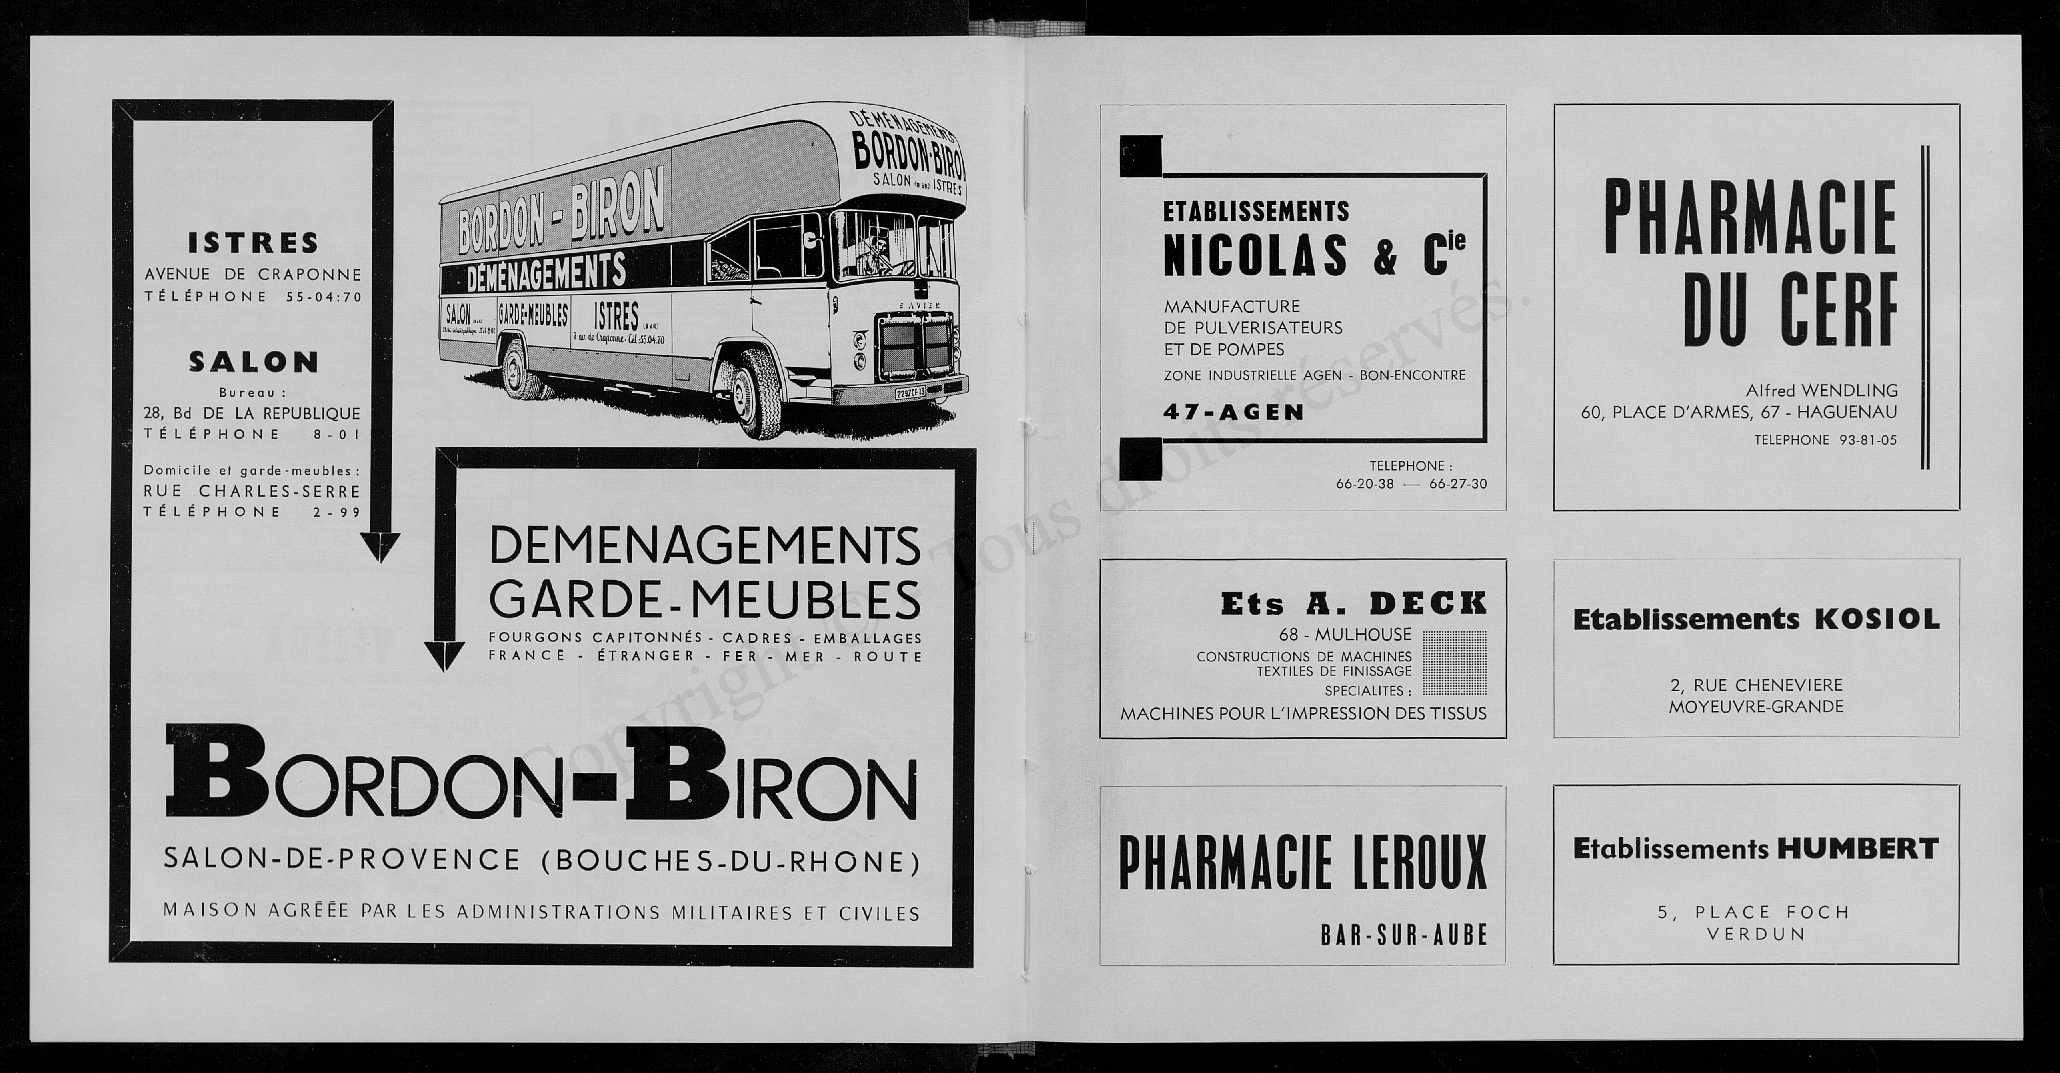 ISTRES
AVENUE DE CRAPONNE
TÉLÉPHONE 55-04:70
SALON
Bureau :
28, Bd DE LA REPUBLIQUE
TÉLÉPHONE 8-01
Domicile et garde-meubles :
RUE CHARLES-SERRE
TÉLÉPHONE 2-99
DÉMÉNAGEMENTS
BORDON-BIRON
SALON ISTRES
BORDON-BIRON
DÉMÉNAGEMENTS
SALON
GARDE-MEUBLES
ISTRES
SAVIEM
DEMENAGEMENTS
GARDE-MEUBLES
FOURGONS CAPITONNÉS - CADRES - EMBALLAGES
FRANCE - ÉTRANGER - FER - MER - ROUTE
BORDON-BIRON
SALON-DE-PROVENCE (BOUCHES-DU-RHONE)
MAISON AGRÉÉE PAR LES ADMINISTRATIONS MILITAIRES ET CIVILES
ETABLISSEMENTS
NICOLAS & Cie
MANUFACTURE
DE PULVERISATEURS
ET DE POMPES
ZONE INDUSTRIELLE AGEN - BON-ENCONTRE
47-AGEN
TELEPHONE :
66-20-38 — 66-27-30
PHARMACIE
DU CERF
Alfred WENDLING
60, PLACE D'ARMES, 67 - HAGUENAU
TELEPHONE 93-81-05
Ets A. DECK
68 - MULHOUSE
CONSTRUCTIONS DE MACHINES
TEXTILES DE FINISSAGE
SPECIALITES :
MACHINES POUR L'IMPRESSION DES TISSUS
Etablissements KOSIOL
2, RUE CHENEVIERE
MOYEUVRE-GRANDE
PHARMACIE LEROUX
BAR-SUR-AUBE
Etablissements HUMBERT
5, PLACE FOCH
VERDUN
Copyright © - Tous droits réservés.